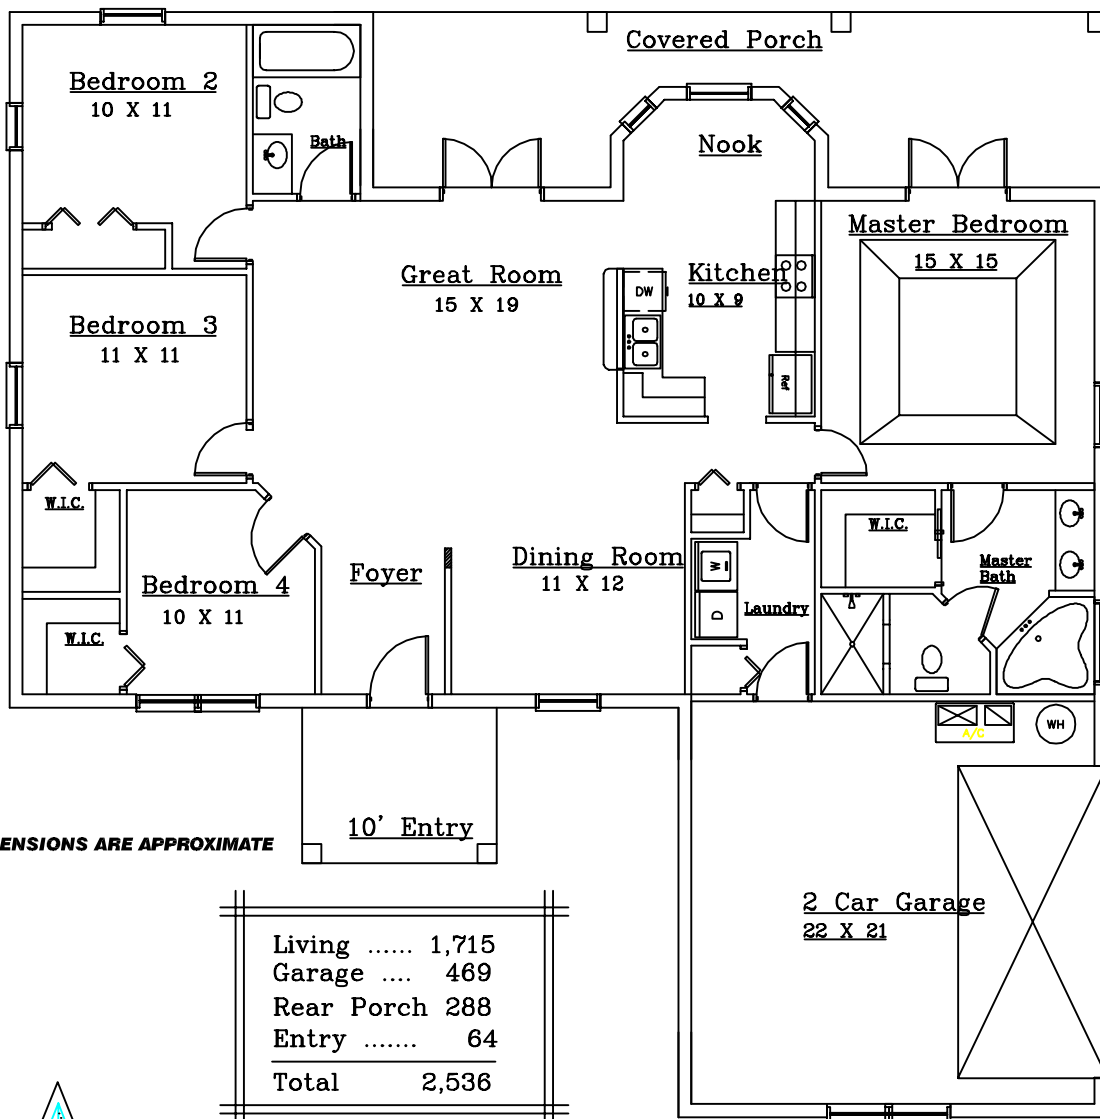 Covered Porch
Bedroom 2
10 X 11
Bath
Nook
Master Bedroom
15 X 15
Great Room
15 X 19
Kitchen
10 X 9
DW
Ref
Bedroom 3
11 X 11
W.I.C.
W.I.C.
Bedroom 4
10 X 11
W.I.C.
Foyer
Dining Room
11 X 12
W
D
Laundry
Master
Bath
A/C
WH
10' Entry
ENSIONS ARE APPROXIMATE
2 Car Garage
22 X 21
Living ...... 1,715
Garage .... 469
Rear Porch 288
Entry ....... 64
Total 2,536